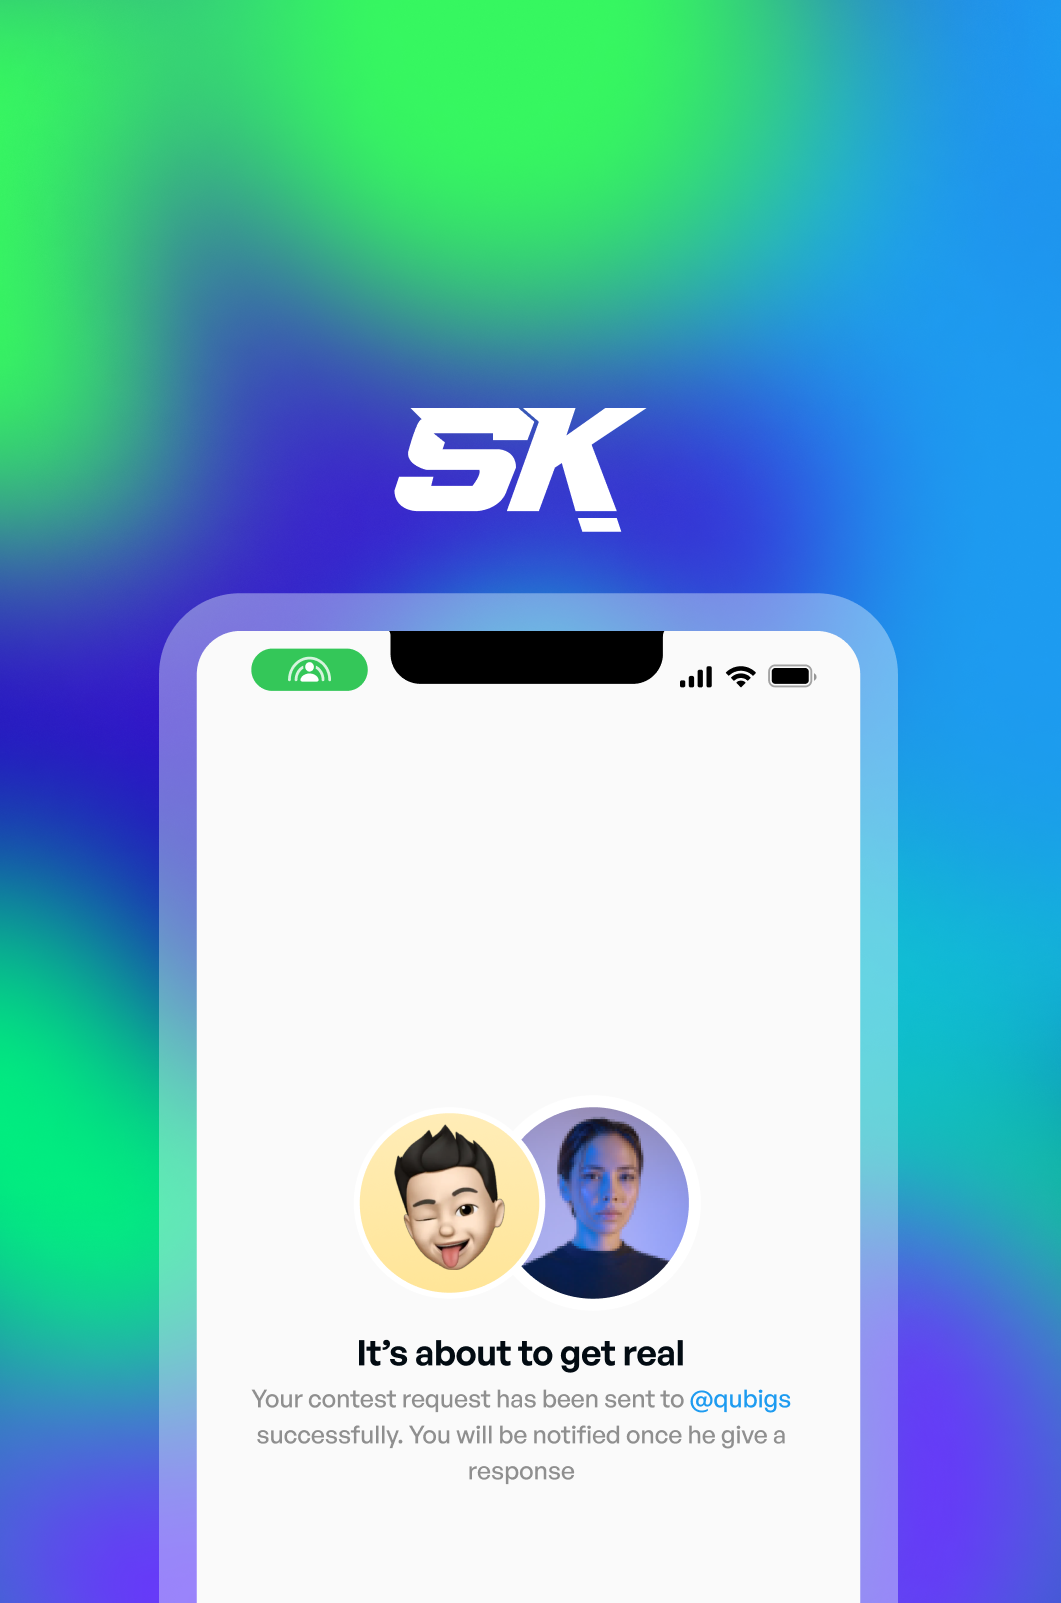 SK
It’s about to get real
Your contest request has been sent to @qubigs
successfully. You will be notified once he give a
response